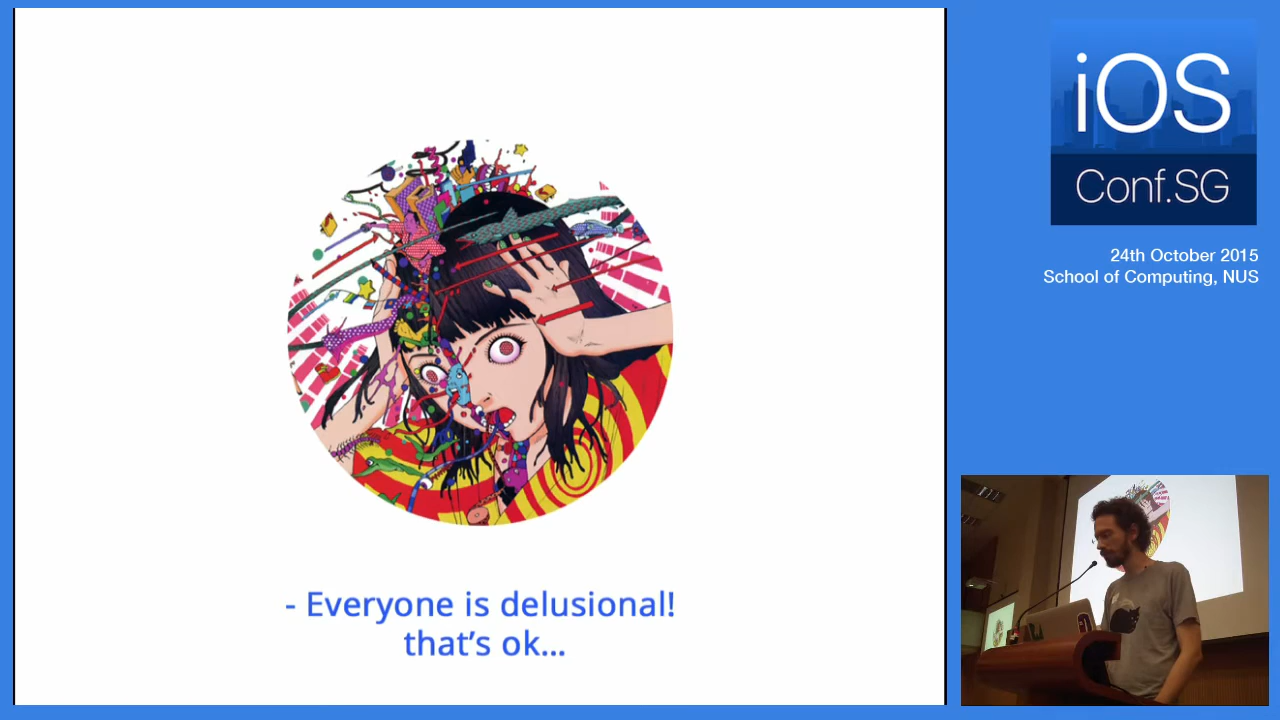 - Everyone is delusional!
that's ok...
iOS
Conf.SG
24th October 2015
School of Computing, NUS